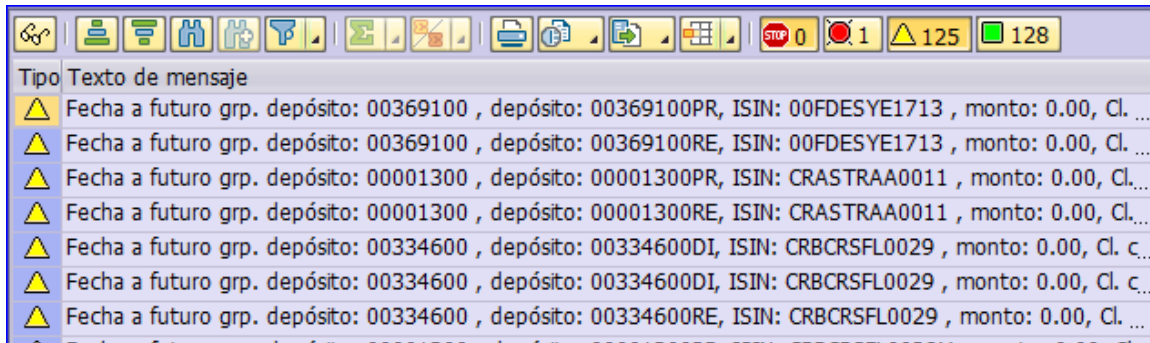 STOP 0 1 125 128
Tipo Texto de mensaje
Fecha a futuro grp. depósito: 00369100 , depósito: 00369100PR, ISIN: 00FDESYE1713 , monto: 0.00, Cl. ...
Fecha a futuro grp. depósito: 00369100 , depósito: 00369100RE, ISIN: 00FDESYE1713 , monto: 0.00, Cl. ...
Fecha a futuro grp. depósito: 00001300 , depósito: 00001300PR, ISIN: CRASTRAA0011 , monto: 0.00, Cl....
Fecha a futuro grp. depósito: 00001300 , depósito: 00001300RE, ISIN: CRASTRAA0011 , monto: 0.00, Cl....
Fecha a futuro grp. depósito: 00334600 , depósito: 00334600DI, ISIN: CRBCRSFL0029 , monto: 0.00, Cl. c...
Fecha a futuro grp. depósito: 00334600 , depósito: 00334600DI, ISIN: CRBCRSFL0029 , monto: 0.00, Cl. c...
Fecha a futuro grp. depósito: 00334600 , depósito: 00334600RE, ISIN: CRBCRSFL0029 , monto: 0.00, Cl. ...